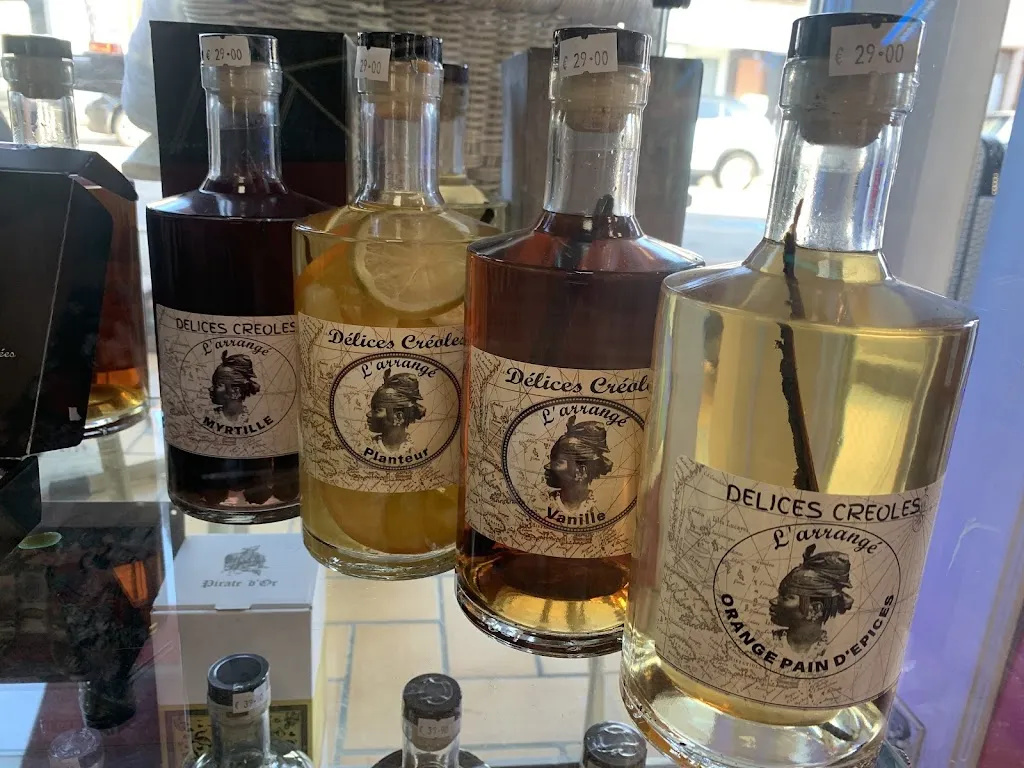 € 29·00
29·00
€ 29·00
€ 29·00
DELICES CREOLES
L'arrangé
MYRTILLE
Délices Créoles
L'arrangé
Planteur
Délices Créole
L'arrangé
Vanille
DELICES CREOLES
L'arrangé
ORANGE PAIN D'EPICES
Pirate d'Or